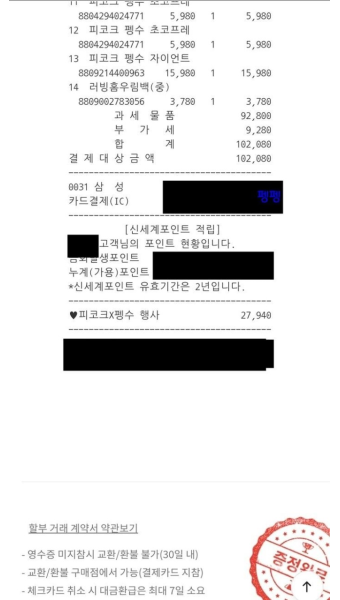 11 피코크 펭수 초코프레
8804294024771 5,980 1 5,980
12 피코크 펭수 초코프레
8804294024771 5,980 1 5,980
13 피코크 펭수 자이언트
8809214400963 15,980 1 15,980
14 러빙홈우림백(중)
8809002783056 3,780 1 3,780
과 세 물 품 92,800
부 가 세 9,280
합 계 102,080
결 제 대 상 금 액 102,080
0031 삼 성
카드결제(IC) 펭펭
[신세계포인트 적립]
고객님의 포인트 현황입니다.
금회발생포인트
누계(가용)포인트
*신세계포인트 유효기간은 2년입니다.
♥피코크X펭수 행사 27,940
할부 거래 계약서 약관보기
- 영수증 미지참시 교환/환불 불가(30일 내)
- 교환/환불 구매점에서 가능(결제카드 지참)
- 체크카드 취소 시 대금환급은 최대 7일 소요
증정완료